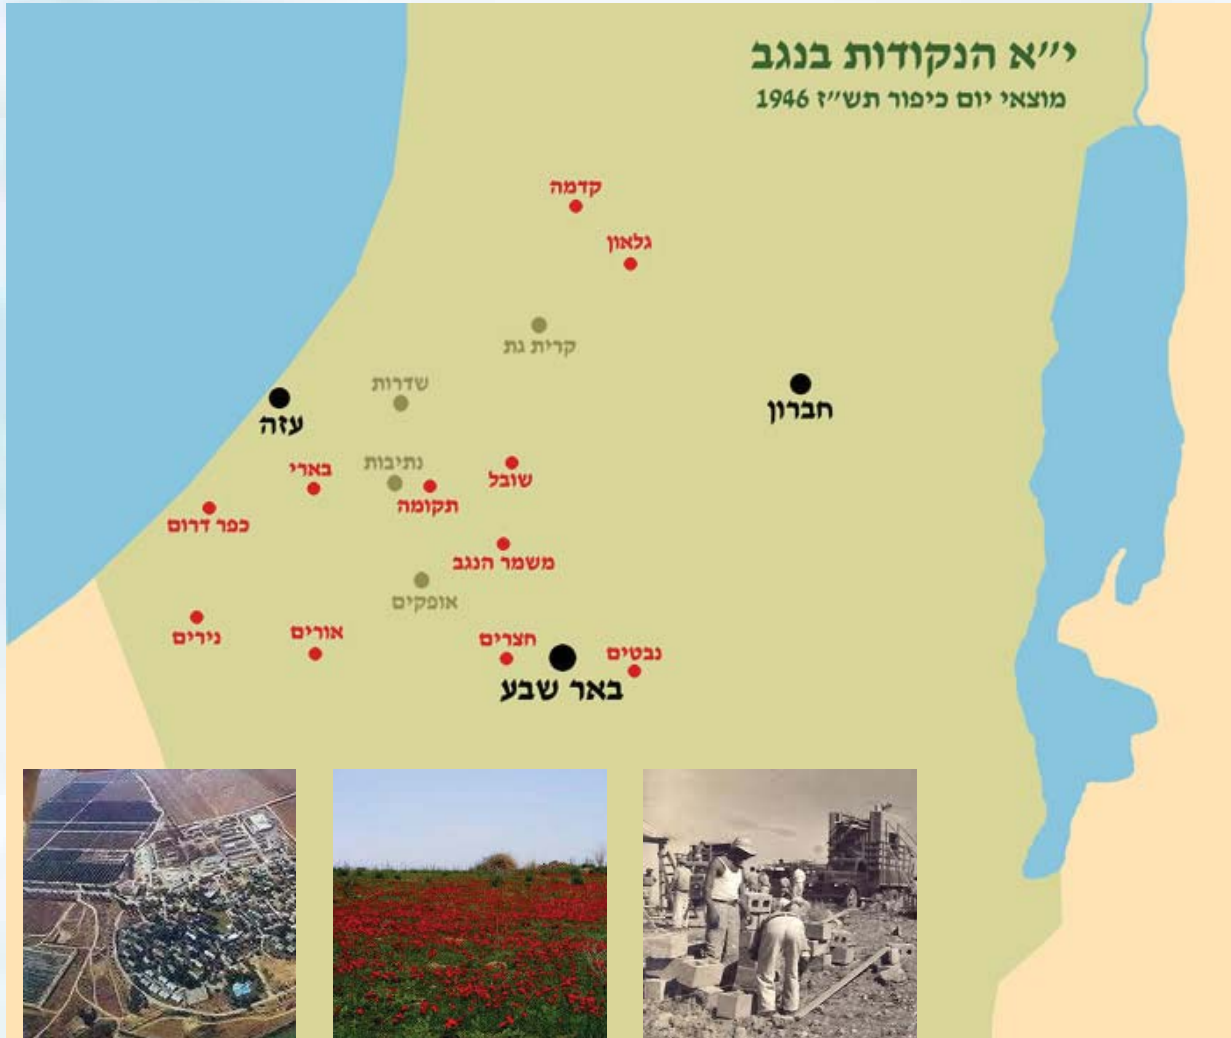 י״א הנקודות בנגב
מוצאי יום כיפור תש״ז 1946
קדמה
גלאון
קרית גת
שדרות
חברון
עזה
נתיבות
בארי
שובל
תקומה
כפר דרום
משמר הנגב
אופקים
נירים
אורים
חצרים
נבטים
באר שבע